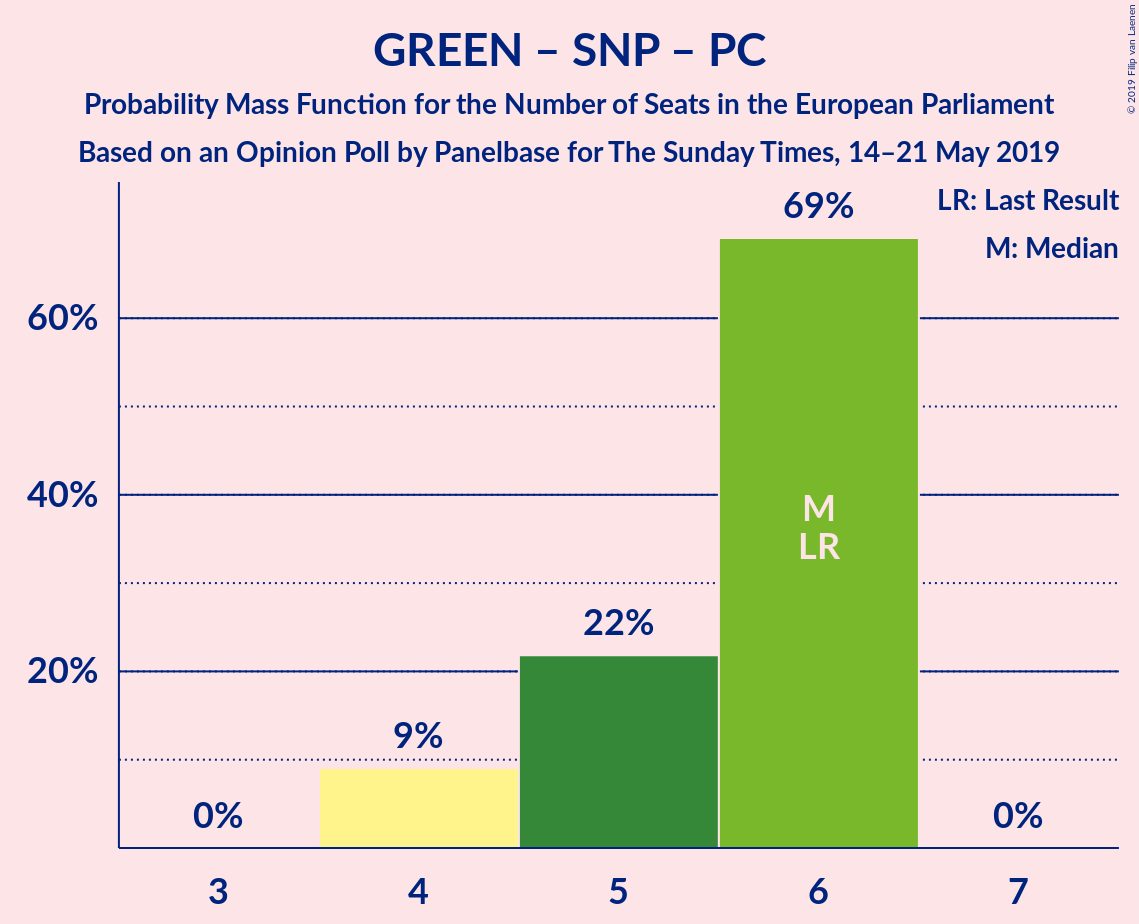 GREEN – SNP – PC
Probability Mass Function for the Number of Seats in the European Parliament
Based on an Opinion Poll by Panelbase for The Sunday Times, 14–21 May 2019
© 2019 Filip van Laenen
LR: Last Result
M: Median
69%
60%
40%
M
LR
22%
20%
9%
0%
0%
3
4
5
6
7